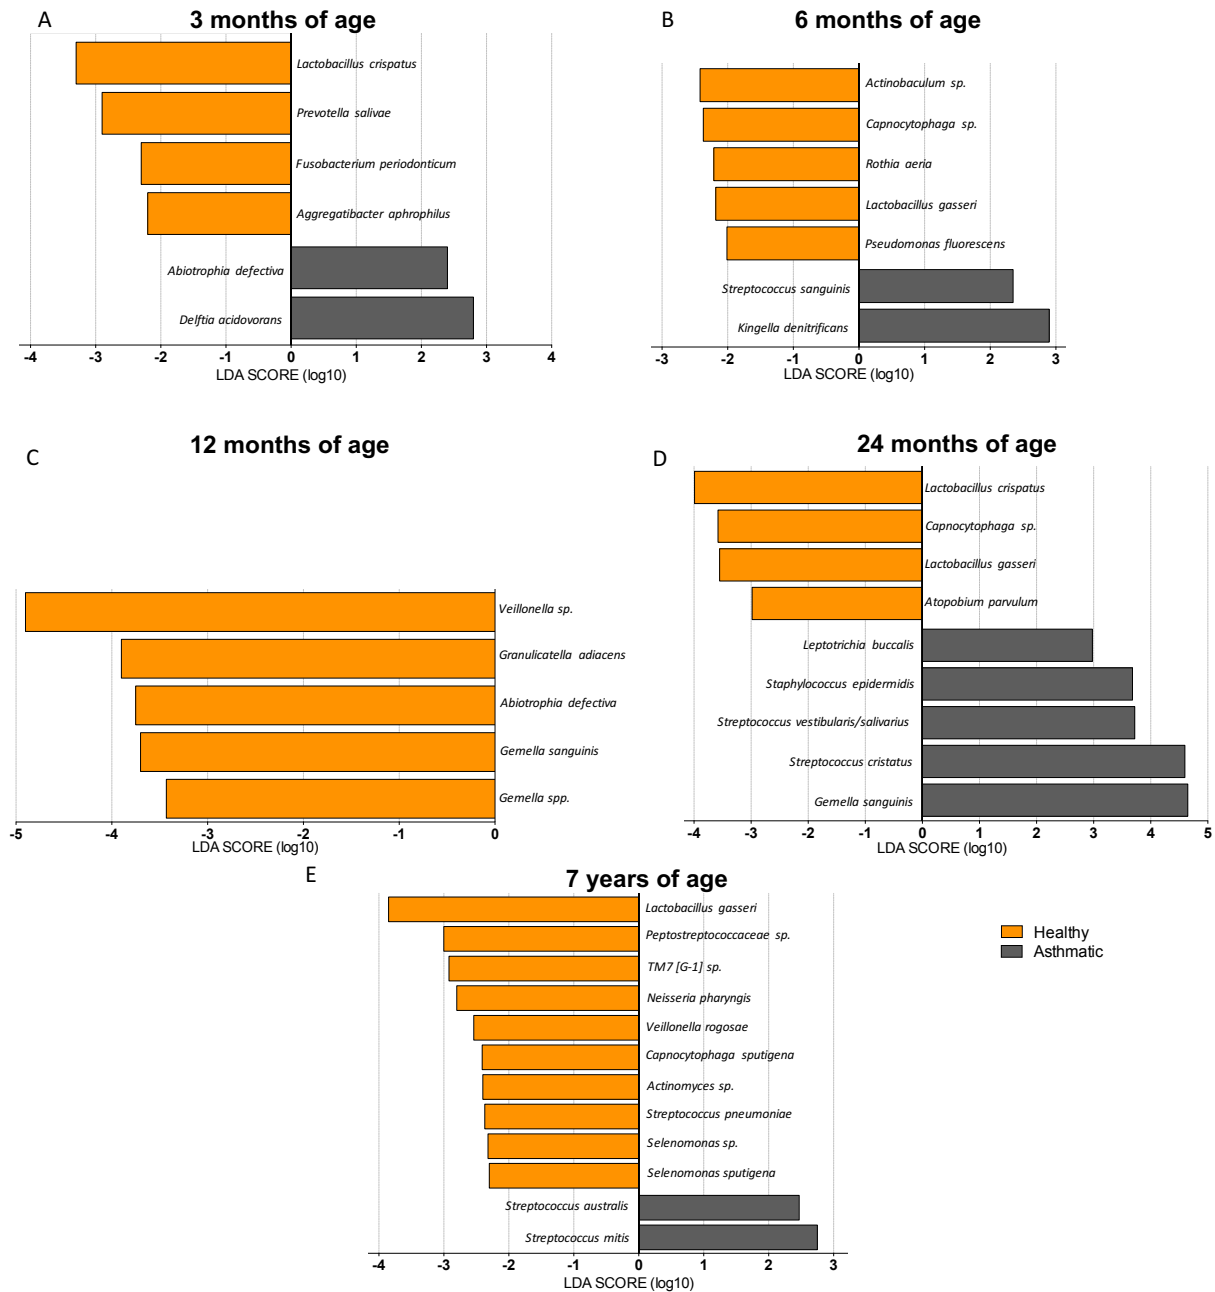 A
3 months of age
Lactobacillus crispatus
Prevotella salivae
Fusobacterium periodonticum
Aggregatibacter aphrophilus
Abiotrophia defectiva
Delftia acidovorans
-4 -3 -2 -1 0 1 2 3 4
LDA SCORE (log10)
B
6 months of age
Actinobaculum sp.
Capnocytophaga sp.
Rothia aeria
Lactobacillus gasseri
Pseudomonas fluorescens
Streptococcus sanguinis
Kingella denitrificans
-3 -2 -1 0 1 2 3
LDA SCORE (log10)
C
12 months of age
Veillonella sp.
Granulicatella adiacens
Abiotrophia defectiva
Gemella sanguinis
Gemella spp.
-5 -4 -3 -2 -1 0
LDA SCORE (log10)
D
24 months of age
Lactobacillus crispatus
Capnocytophaga sp.
Lactobacillus gasseri
Atopobium parvulum
Leptotrichia buccalis
Staphylococcus epidermidis
Streptococcus vestibularis/salivarius
Streptococcus cristatus
Gemella sanguinis
-4 -3 -2 -1 0 1 2 3 4 5
LDA SCORE (log10)
E
7 years of age
Lactobacillus gasseri
Peptostreptococcaceae sp.
TM7 [G-1] sp.
Neisseria pharyngis
Veillonella rogosae
Capnocytophaga sputigena
Actinomyces sp.
Streptococcus pneumoniae
Selenomonas sp.
Selenomonas sputigena
Streptococcus australis
Streptococcus mitis
-4 -3 -2 -1 0 1 2 3
LDA SCORE (log10)
Healthy
Asthmatic